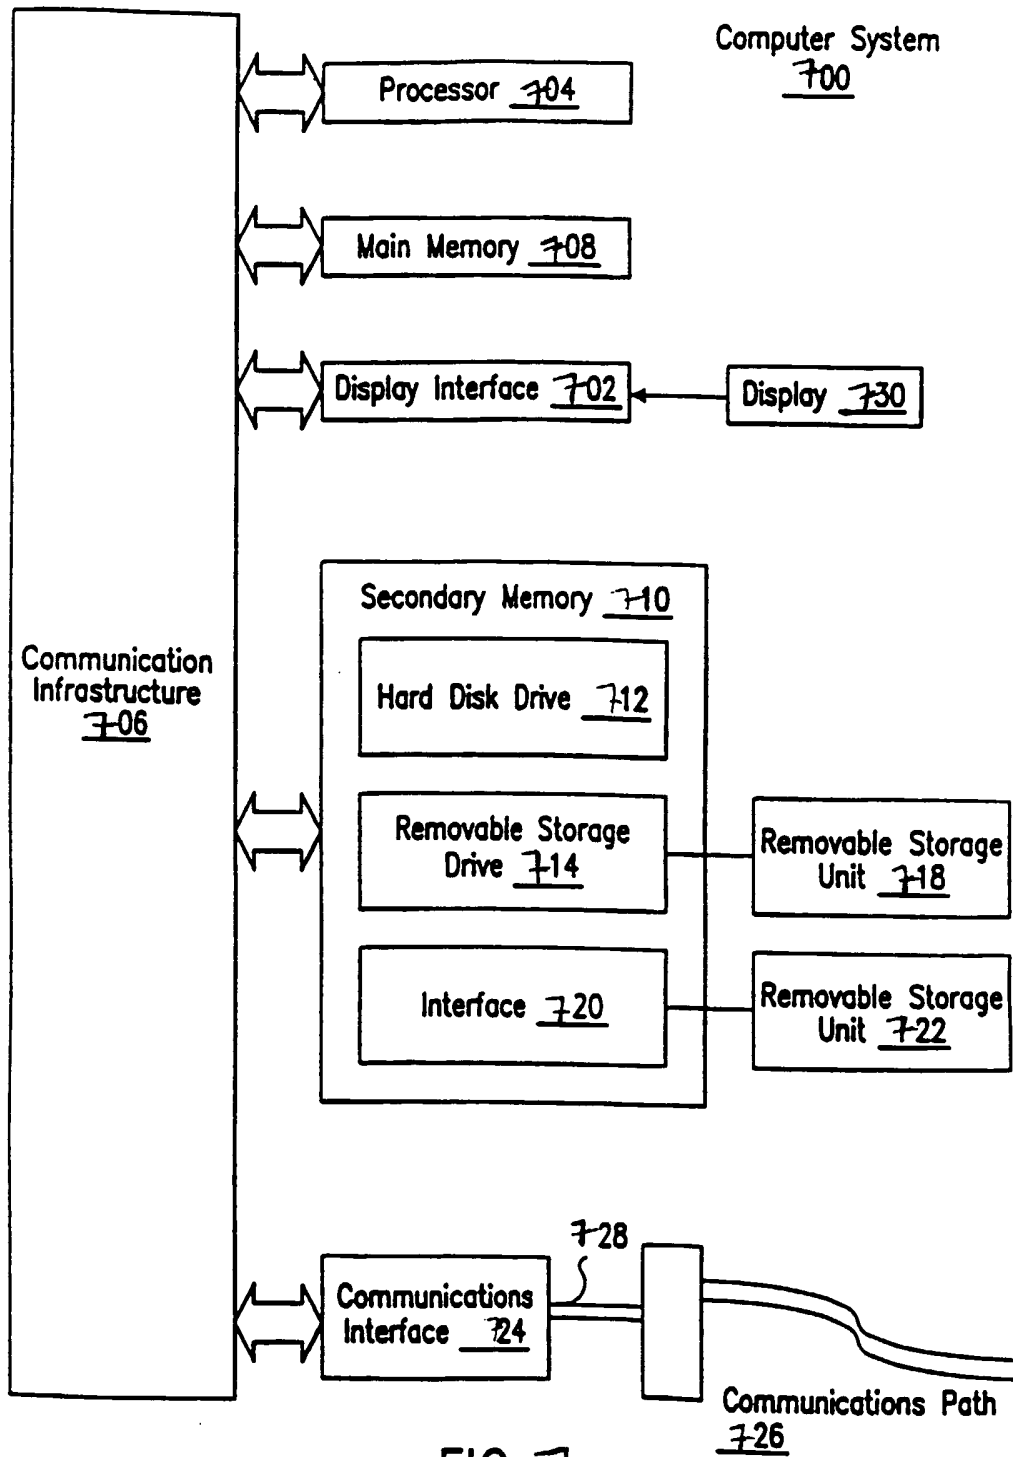 Computer System
700
Processor 704
Main Memory 708
Display Interface 702
Display 730
Secondary Memory 710
Hard Disk Drive 712
Communication
Infrastructure
706
Removable Storage
Drive 714
Removable Storage
Unit 718
Interface 720
Removable Storage
Unit 722
728
Communications
Interface 724
Communications Path
726
FIG. 7